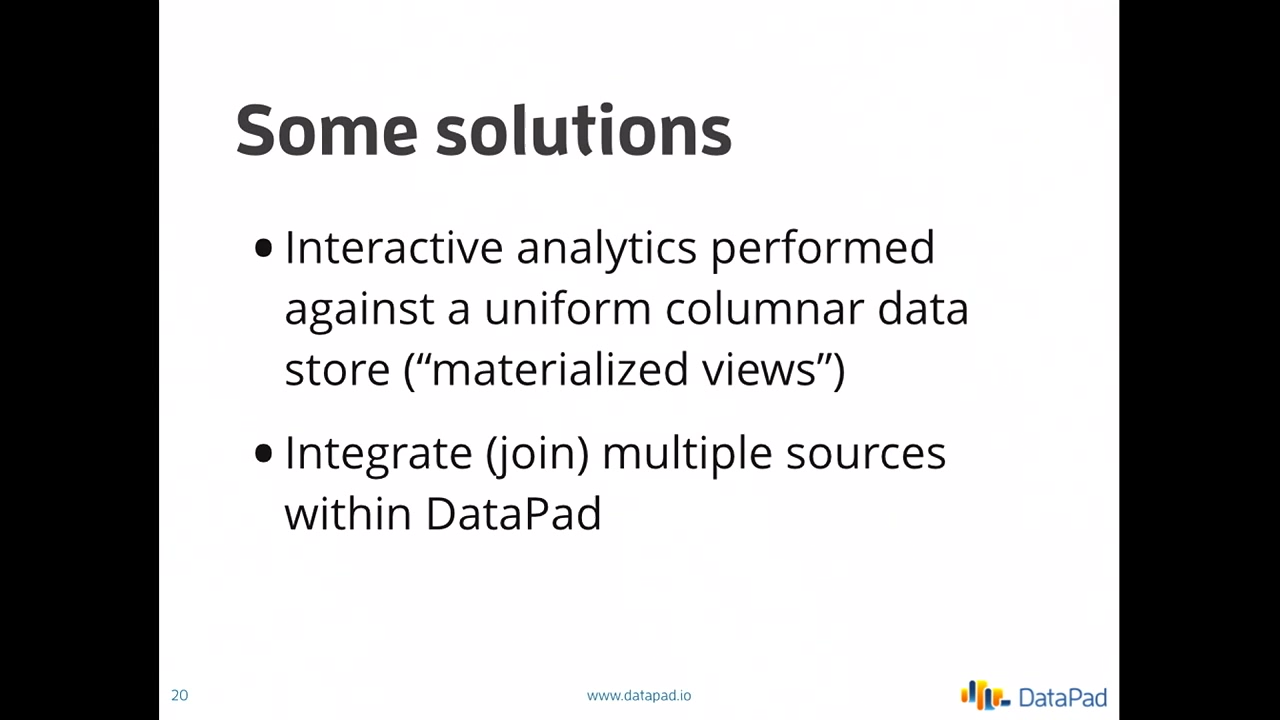 Some solutions
• Interactive analytics performed
against a uniform columnar data
store (“materialized views”)
• Integrate (join) multiple sources
within DataPad
20
www.datapad.io
DataPad